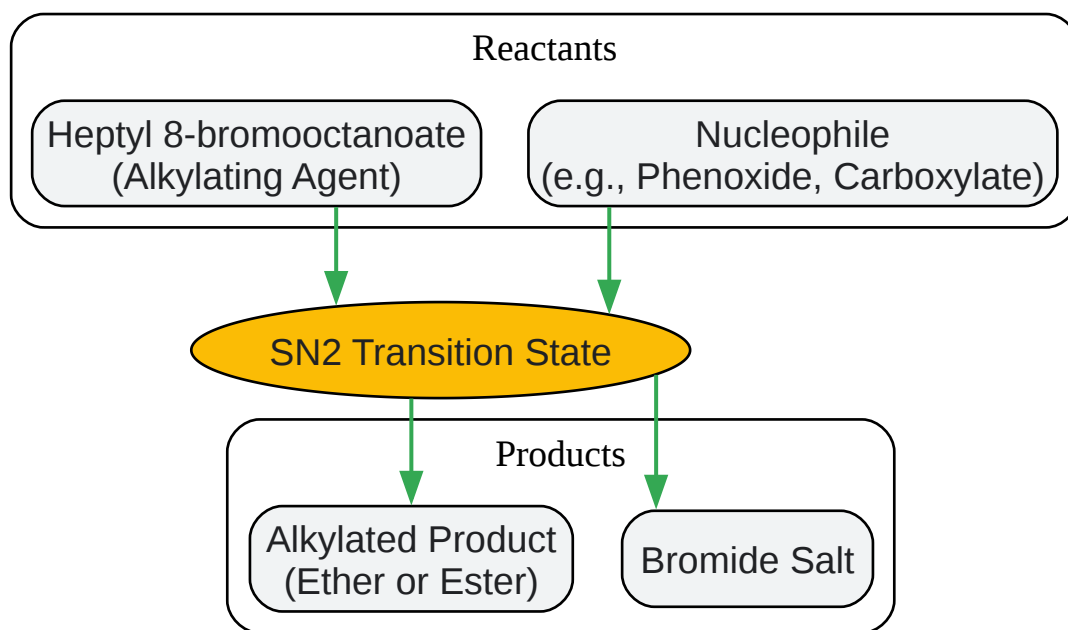 Reactants
Heptyl 8-bromooctanoate
(Alkylating Agent)
Nucleophile
(e.g., Phenoxide, Carboxylate)
SN2 Transition State
Products
Alkylated Product
(Ether or Ester)
Bromide Salt